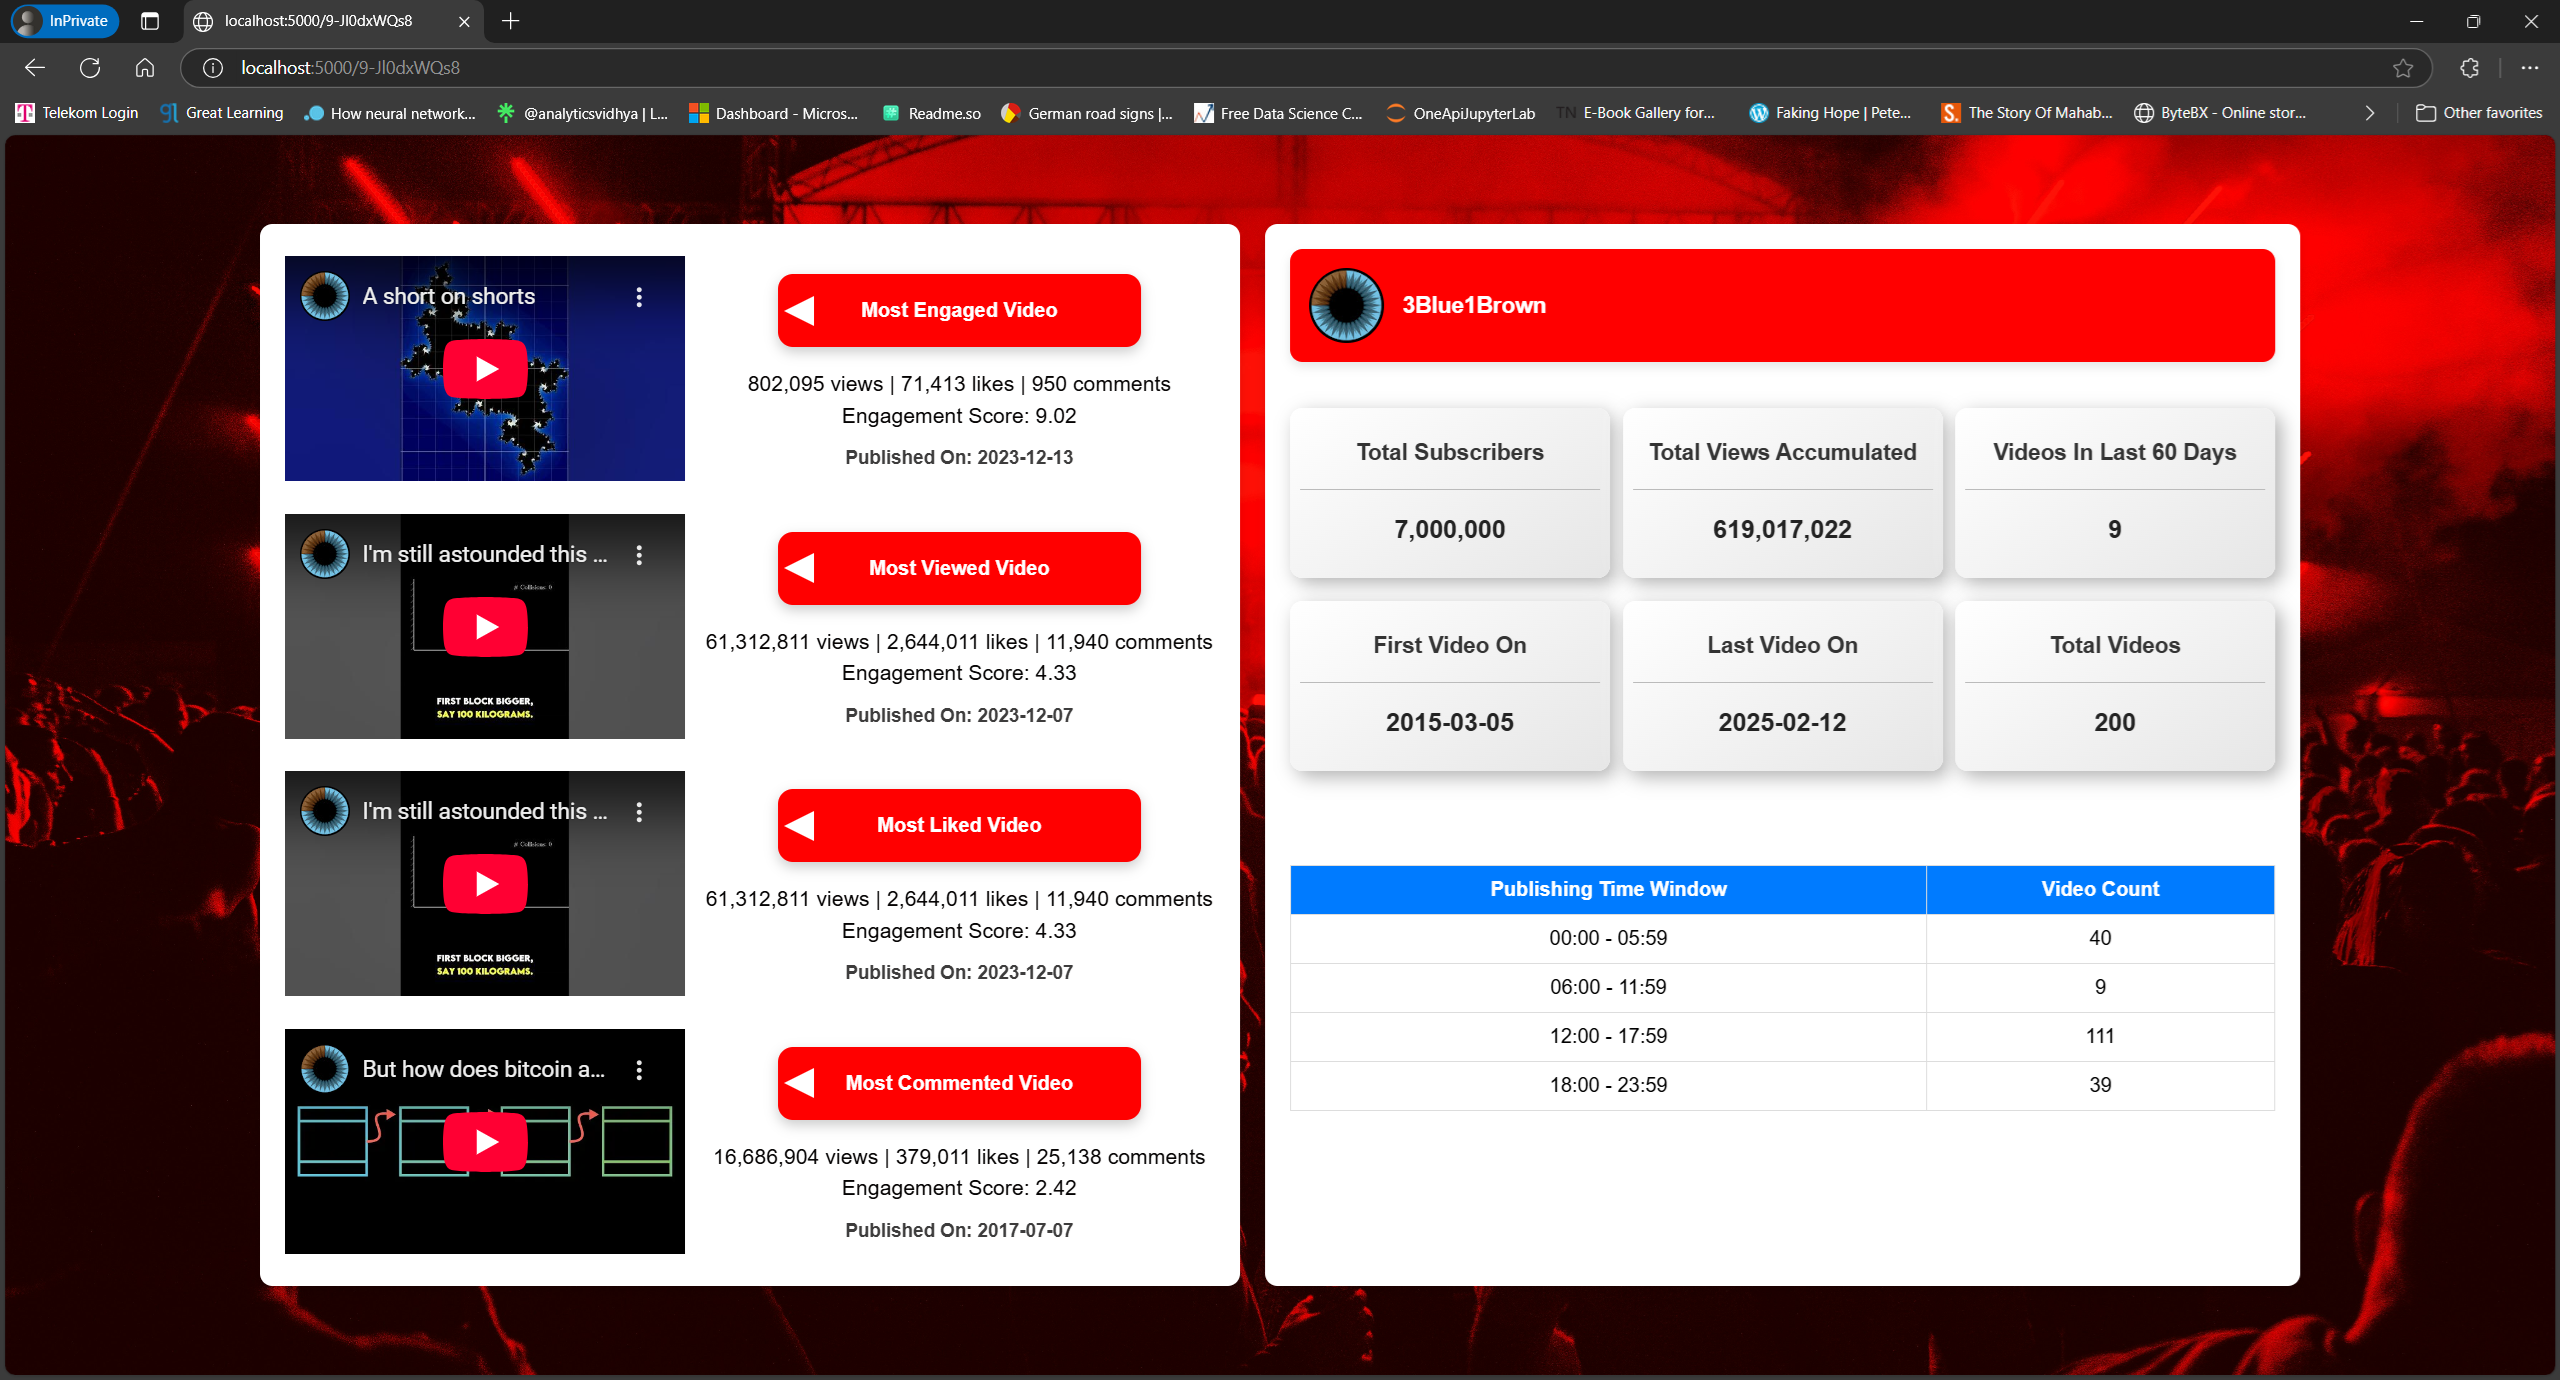 InPrivate
localhost:5000/9-Jl0dxWQs8
localhost:5000/9-Jl0dxWQs8
Telekom Login
Great Learning
How neural network...
@analyticsvidhya | L...
Dashboard - Micros...
Readme.so
German road signs |...
Free Data Science C...
OneApiJupyterLab
TN E-Book Gallery for...
Faking Hope | Pete...
The Story Of Mahab...
ByteBX - Online stor...
Other favorites
A short on shorts
Most Engaged Video
802,095 views | 71,413 likes | 950 comments
Engagement Score: 9.02
Published On: 2023-12-13
I'm still astounded this ...
# Collisions: 0
FIRST BLOCK BIGGER,
SAY 100 KILOGRAMS.
Most Viewed Video
61,312,811 views | 2,644,011 likes | 11,940 comments
Engagement Score: 4.33
Published On: 2023-12-07
I'm still astounded this ...
# Collisions: 0
FIRST BLOCK BIGGER,
SAY 100 KILOGRAMS.
Most Liked Video
61,312,811 views | 2,644,011 likes | 11,940 comments
Engagement Score: 4.33
Published On: 2023-12-07
But how does bitcoin a...
Most Commented Video
16,686,904 views | 379,011 likes | 25,138 comments
Engagement Score: 2.42
Published On: 2017-07-07
3Blue1Brown
Total Subscribers
7,000,000
Total Views Accumulated
619,017,022
Videos In Last 60 Days
9
First Video On
2015-03-05
Last Video On
2025-02-12
Total Videos
200
Publishing Time Window Video Count
00:00 - 05:59 40
06:00 - 11:59 9
12:00 - 17:59 111
18:00 - 23:59 39